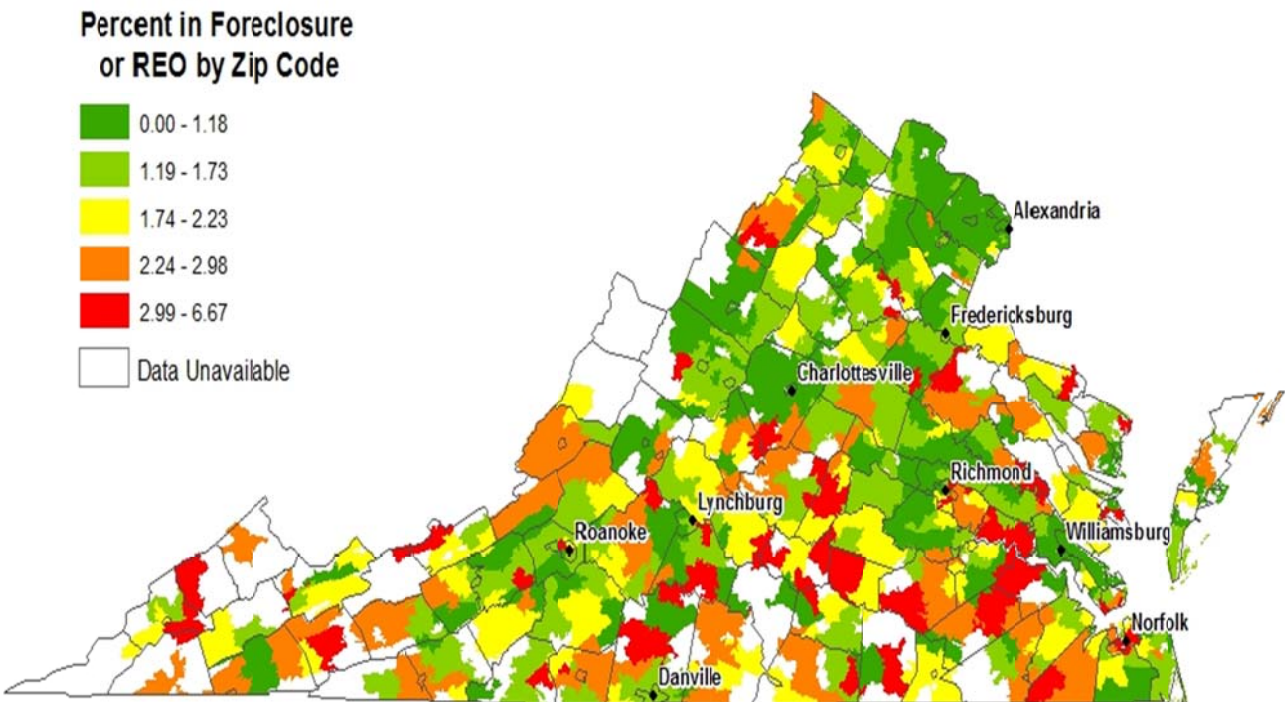 Percent in Foreclosure
or REO by Zip Code
0.00 - 1.18
1.19 - 1.73
1.74 - 2.23
2.24 - 2.98
2.99 - 6.67
Data Unavailable
Alexandria
Fredericksburg
Charlottesville
Richmond
Lynchburg
Roanoke
Williamsburg
Norfolk
Danville